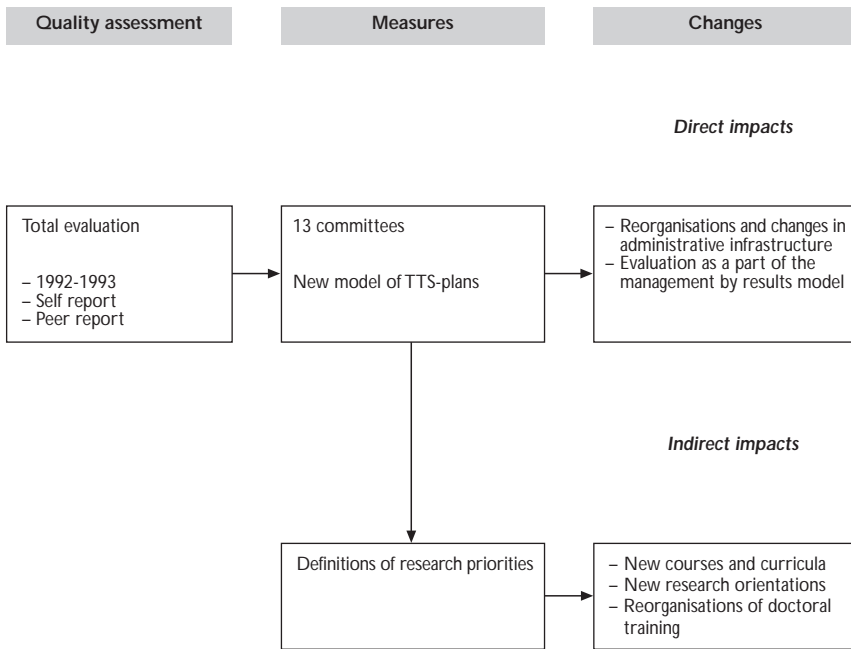 Quality assessment
Measures
Changes
Direct impacts
Total evaluation
– 1992-1993
– Self report
– Peer report
13 committees
New model of TTS-plans
– Reorganisations and changes in
administrative infrastructure
– Evaluation as a part of the
management by results model
Indirect impacts
Definitions of research priorities
– New courses and curricula
– New research orientations
– Reorganisations of doctoral
training